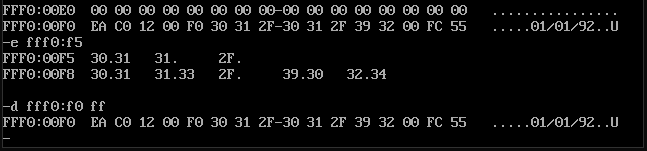 FFF0:00E0 00 00 00 00 00 00 00 00-00 00 00 00 00 00 00 00 ................
FFF0:00F0 EA C0 12 00 F0 30 31 2F-30 31 2F 39 32 00 FC 55 .....01/01/92..U
-e fff0:f5
FFF0:00F5 30.31 31. 2F.
FFF0:00F8 30.31 31.33 2F. 39.30 32.34
-d fff0:f0 ff
FFF0:00F0 EA C0 12 00 F0 30 31 2F-30 31 2F 39 32 00 FC 55 .....01/01/92..U
-